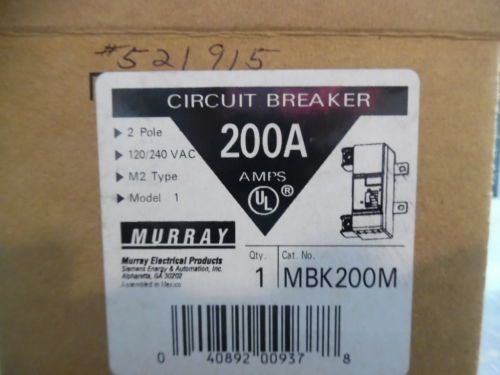 #521915
CIRCUIT BREAKER
2 Pole
120/240 VAC
M2 Type
Model 1
200A
AMPS
UL ®
MURRAY
Murray Electrical Products
Siemens Energy & Automation, Inc.
Alpharetta, GA 30202
Assembled in Mexico
Qty.
1
Cat. No.
MBK200M
0 40892 00937 8